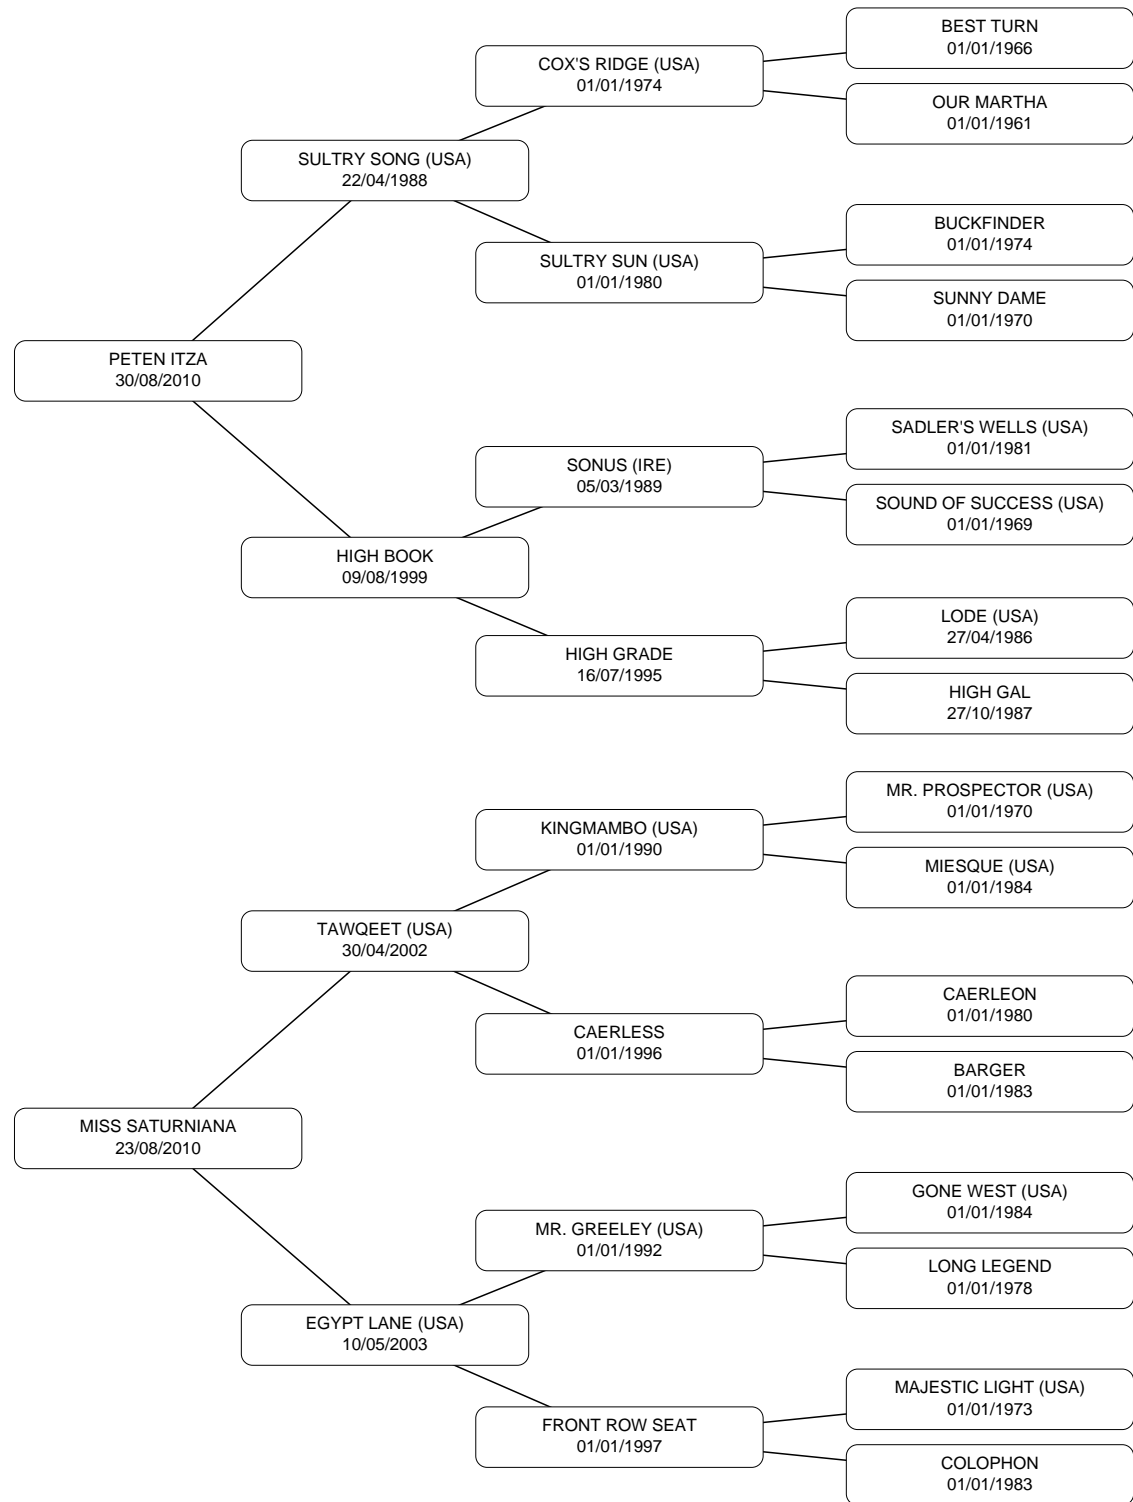 BEST TURN
01/01/1966
COX'S RIDGE (USA)
01/01/1974
OUR MARTHA
01/01/1961
SULTRY SONG (USA)
22/04/1988
BUCKFINDER
01/01/1974
SULTRY SUN (USA)
01/01/1980
SUNNY DAME
01/01/1970
PETEN ITZA
30/08/2010
SADLER'S WELLS (USA)
01/01/1981
SONUS (IRE)
05/03/1989
SOUND OF SUCCESS (USA)
01/01/1969
HIGH BOOK
09/08/1999
LODE (USA)
27/04/1986
HIGH GRADE
16/07/1995
HIGH GAL
27/10/1987
MR. PROSPECTOR (USA)
01/01/1970
KINGMAMBO (USA)
01/01/1990
MIESQUE (USA)
01/01/1984
TAWQEET (USA)
30/04/2002
CAERLEON
01/01/1980
CAERLESS
01/01/1996
BARGER
01/01/1983
MISS SATURNIANA
23/08/2010
GONE WEST (USA)
01/01/1984
MR. GREELEY (USA)
01/01/1992
LONG LEGEND
01/01/1978
EGYPT LANE (USA)
10/05/2003
MAJESTIC LIGHT (USA)
01/01/1973
FRONT ROW SEAT
01/01/1997
COLOPHON
01/01/1983